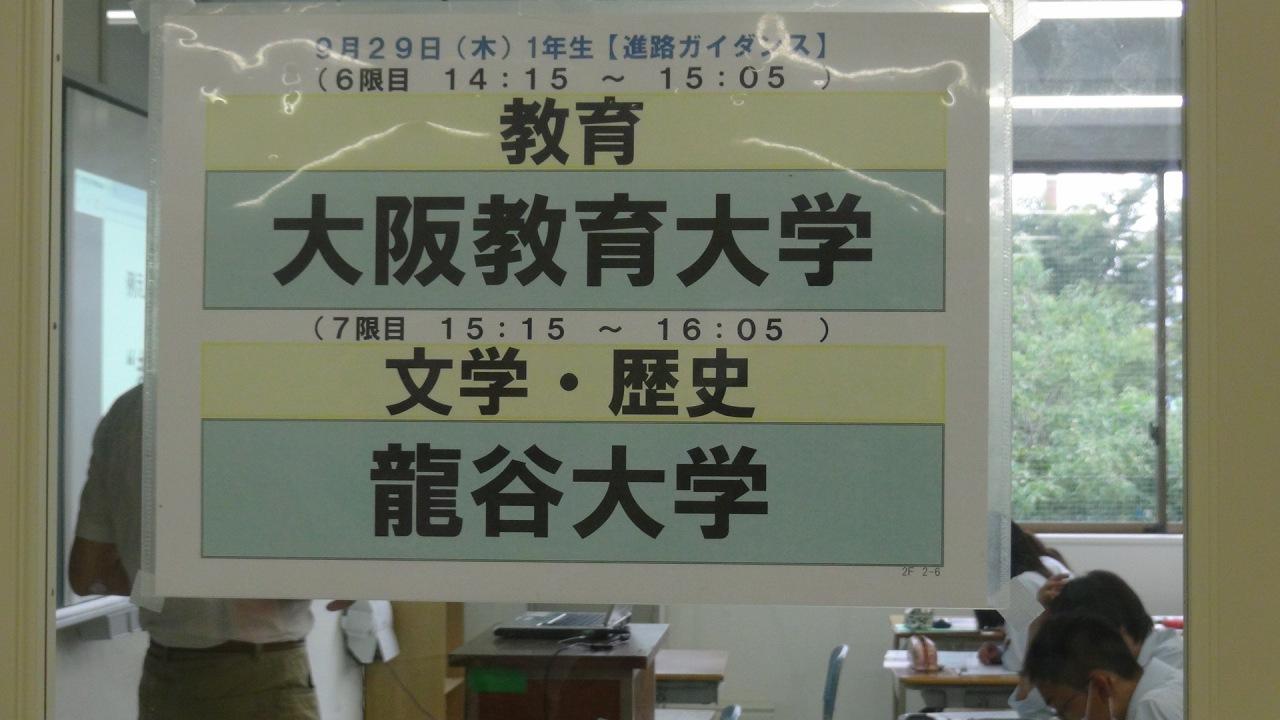 9月29日（木）1年生【進路ガイダンス】
（6限目　14：15　～　15：05　）
教育
大阪教育大学
（7限目　15：15　～　16：05　）
文学・歴史
龍谷大学
2F 2-6